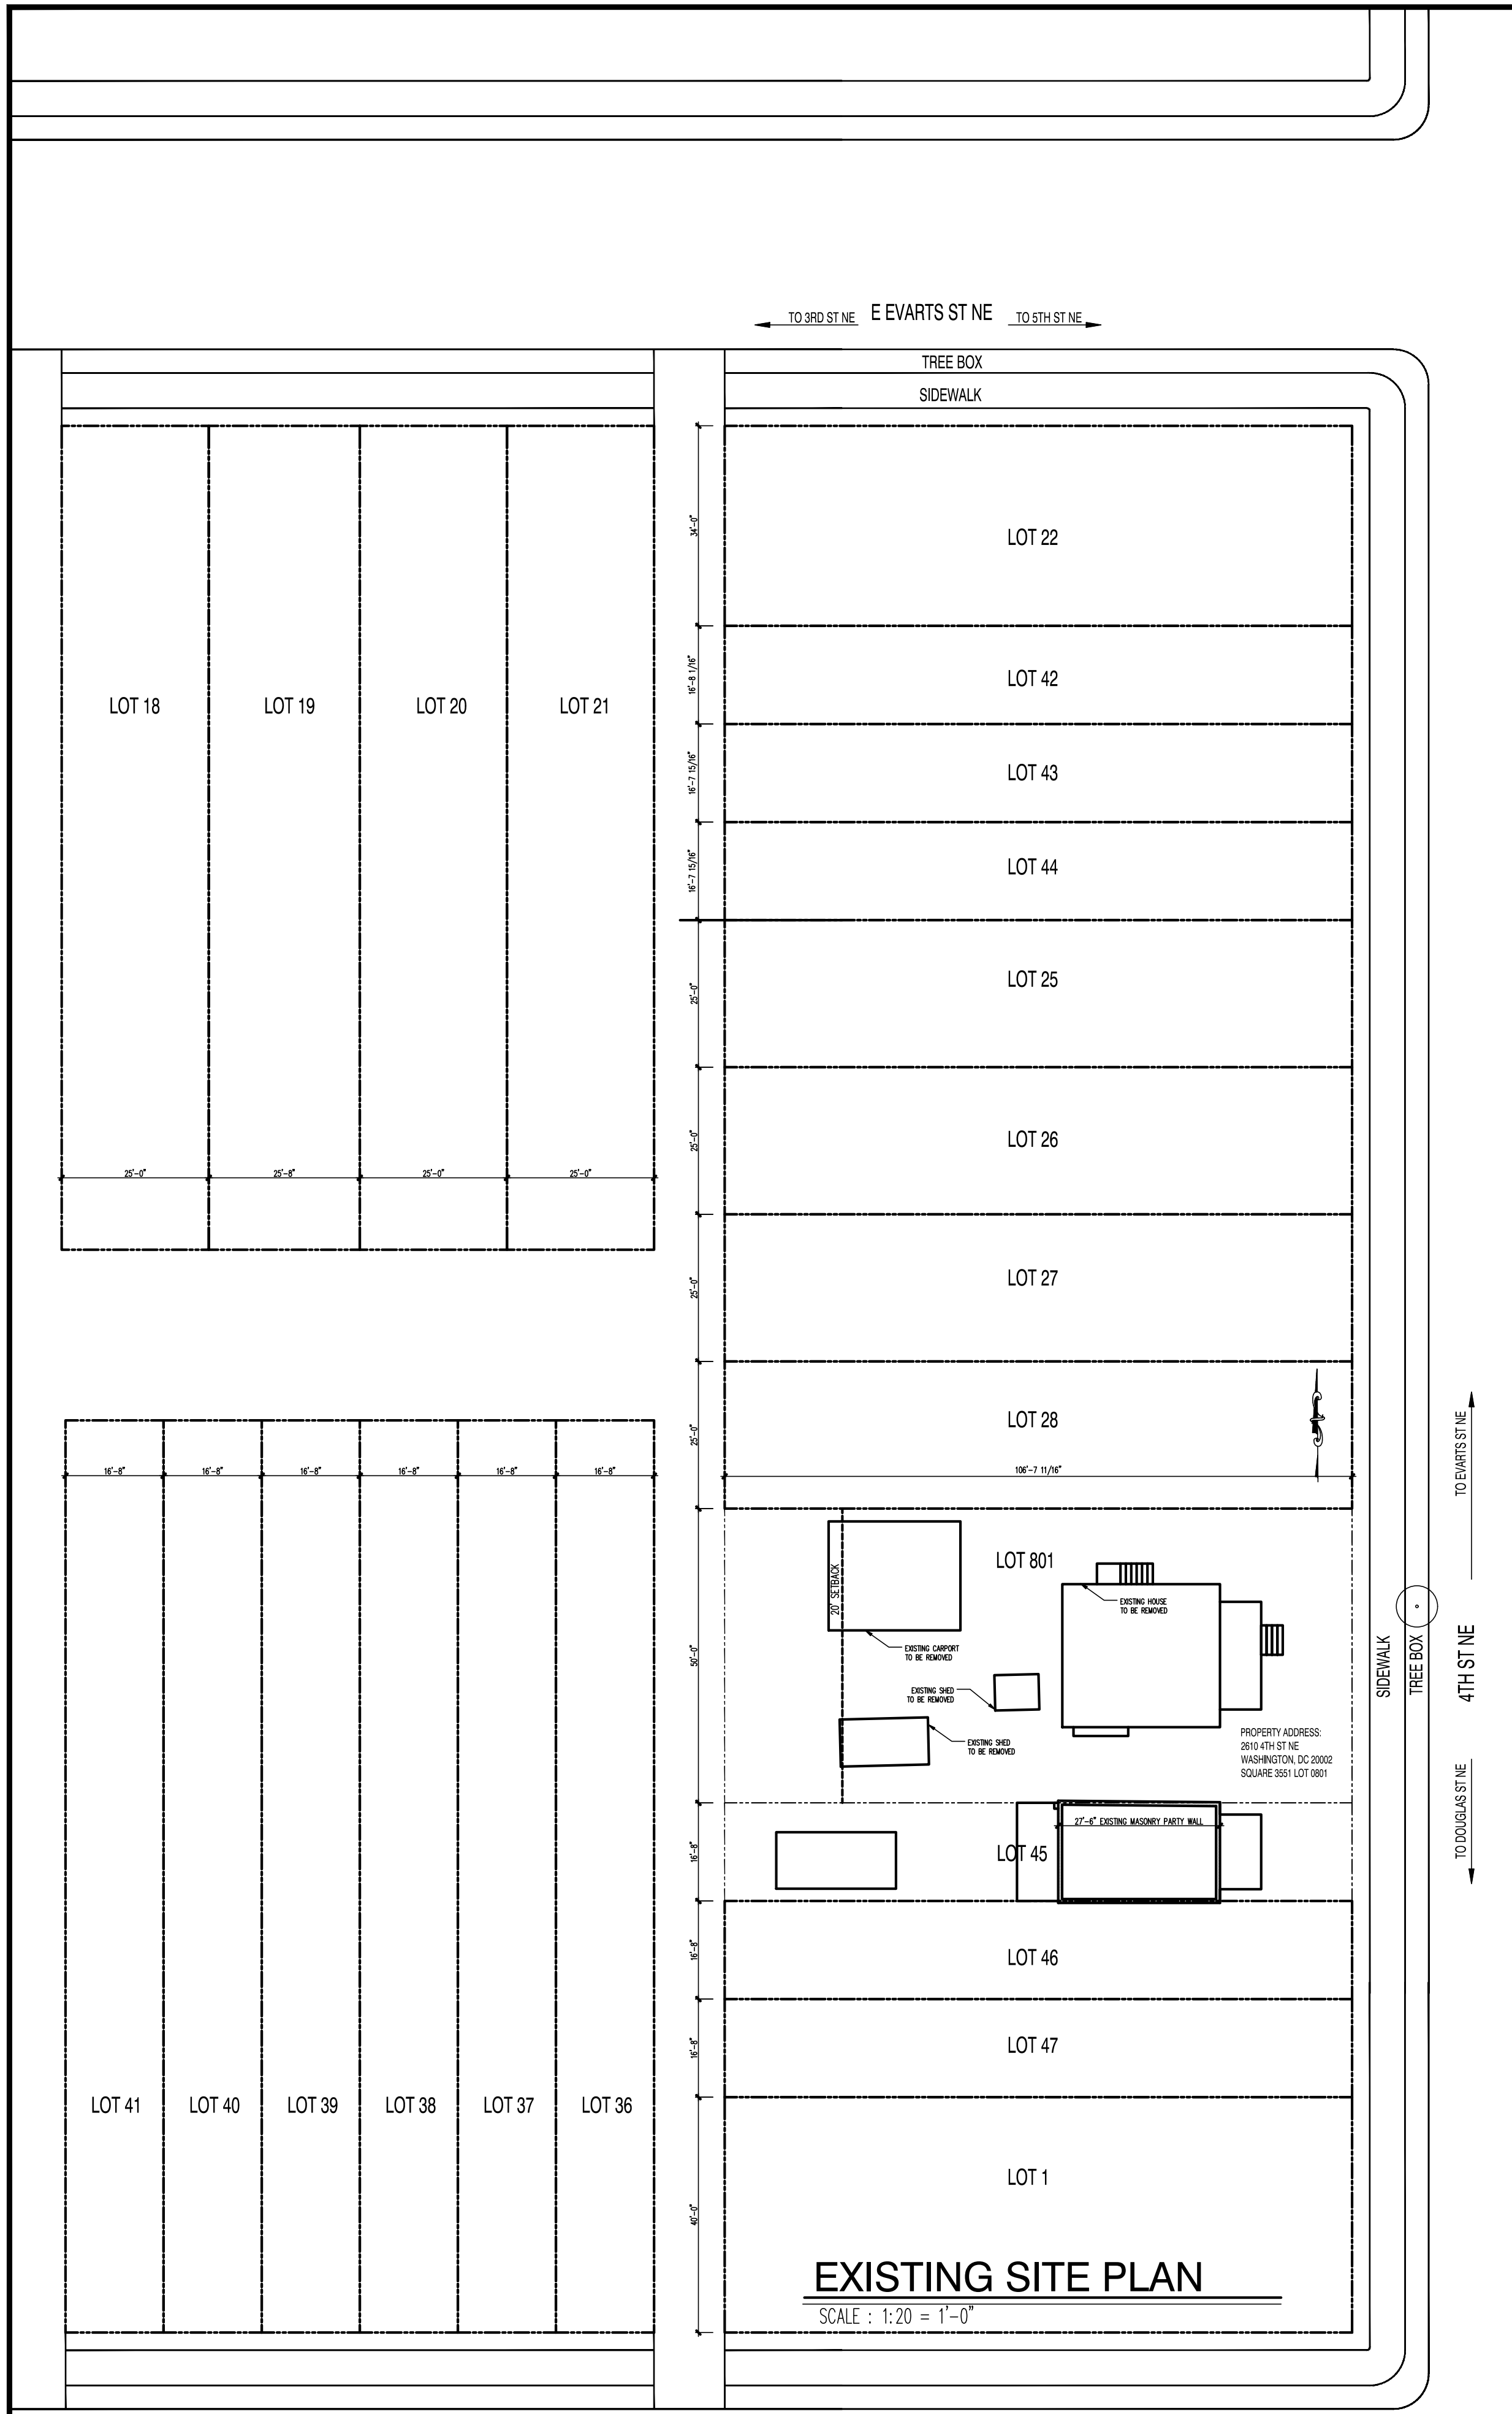 TO 3RD ST NE E EVARTS ST NE TO 5TH ST NE
TREE BOX
SIDEWALK
34'-0"
LOT 22
16'-8 1/16"
LOT 42
LOT 18 LOT 19 LOT 20 LOT 21
16'-7 15/16"
LOT 43
16'-7 15/16"
LOT 44
25'-0"
LOT 25
25'-0"
LOT 26
25'-0" 25'-8" 25'-0" 25'-0"
25'-0"
LOT 27
25'-0"
LOT 28
16'-8" 16'-8" 16'-8" 16'-8" 16'-8" 16'-8"
106'-7 11/16"
TO EVARTS ST NE
LOT 801
20' SETBACK
EXISTING HOUSE
TO BE REMOVED
50'-0"
EXISTING CARPORT
TO BE REMOVED
EXISTING SHED
TO BE REMOVED
EXISTING SHED
TO BE REMOVED
SIDEWALK
TREE BOX
4TH ST NE
PROPERTY ADDRESS:
2610 4TH ST NE
WASHINGTON, DC 20002
SQUARE 3551 LOT 0801
TO DOUGLAS ST NE
27'-6" EXISTING MASONRY PARTY WALL
16'-8"
LOT 45
16'-8"
LOT 46
16'-8"
LOT 47
LOT 41 LOT 40 LOT 39 LOT 38 LOT 37 LOT 36
LOT 1
40'-0"
EXISTING SITE PLAN
SCALE : 1:20 = 1'-0"